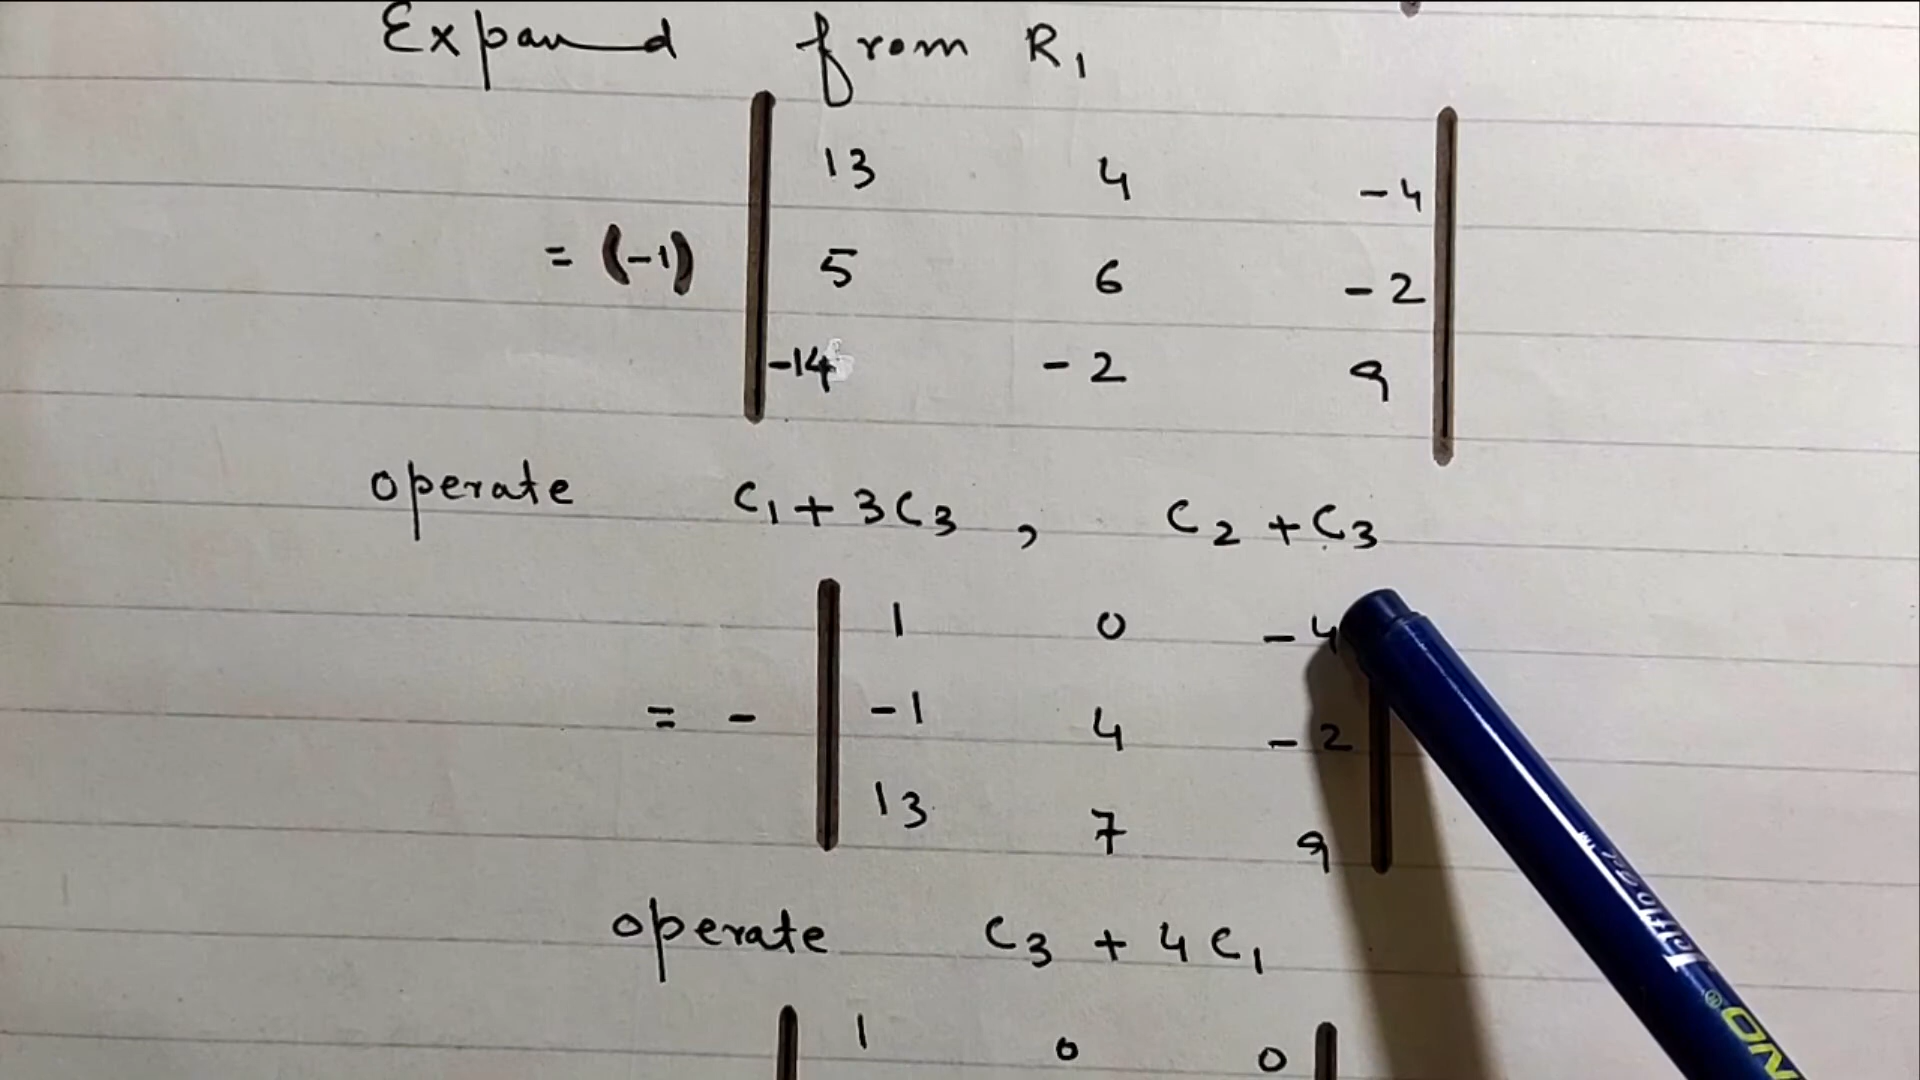 Expand from R₁
13 4 -4
= (-1) 5 6 -2
-14 -2 9
operate C₁ + 3C₃ , C₂ + C₃
1 0 -4
= - -1 4 -2
13 7 9
operate C₃ + 4C₁
1 0 0